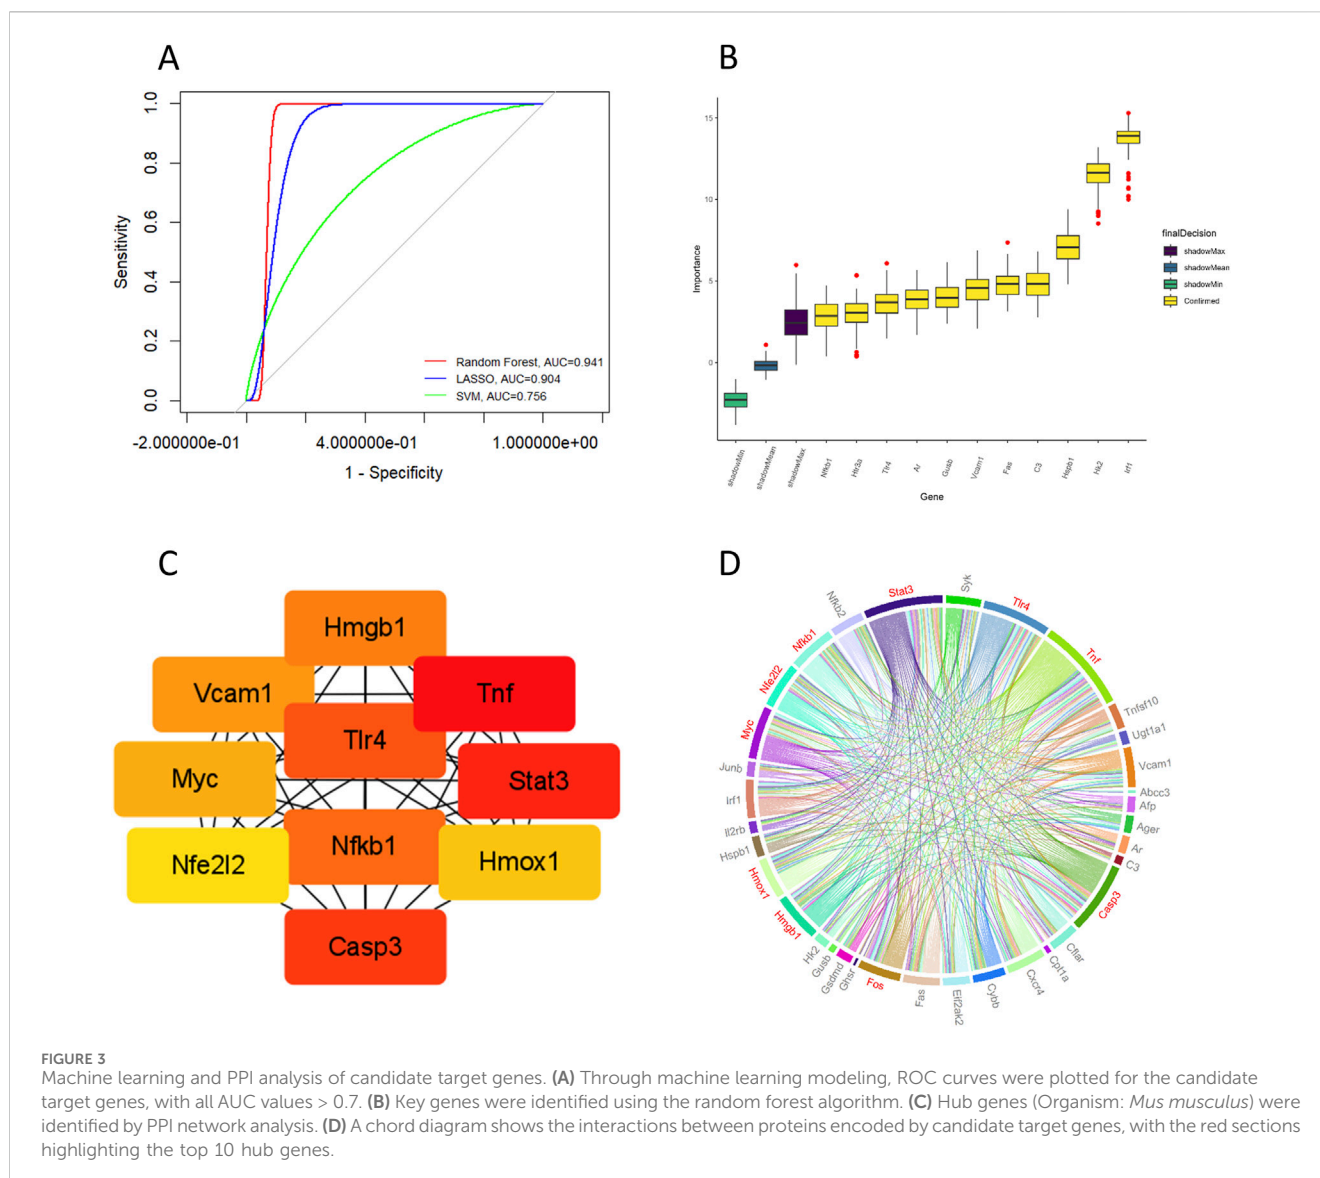 A
1.0
0.8
0.6
0.4
0.2
0.0
Sensitivity
Random Forest, AUC=0.941
LASSO, AUC=0.904
SVM, AUC=0.756
-2.000000e-01
4.000000e-01
1.000000e+00
1 - Specificity
B
15
10
5
0
Importance
shadowMin
shadowMean
shadowMax
Nfkb1
Htr3a
Tlr4
Ar
Gusb
Vcam1
Fas
C3
Hspb1
Hk2
Irf1
Gene
finalDecision
shadowMax
shadowMean
shadowMin
Confirmed
C
Hmgb1
Vcam1
Tnf
Tlr4
Myc
Stat3
Nfkb1
Nfe2l2
Hmox1
Casp3
D
Stat3
Syk
Tlr4
Tnf
Tnfsf10
Ugt1a1
Vcam1
Abcc3
Afp
Ager
Ar
C3
Casp3
Cflar
Cpt1a
Cxcr4
Cybb
Eif2ak2
Fas
Fos
Ghsr
Gsdmd
Gusb
Hk2
Hmgb1
Hmox1
Hspb1
Il2rb
Irf1
Junb
Myc
Nfe2l2
Nfkb1
Nfkb2
FIGURE 3
Machine learning and PPI analysis of candidate target genes. (A) Through machine learning modeling, ROC curves were plotted for the candidate
target genes, with all AUC values > 0.7. (B) Key genes were identified using the random forest algorithm. (C) Hub genes (Organism: Mus musculus) were
identified by PPI network analysis. (D) A chord diagram shows the interactions between proteins encoded by candidate target genes, with the red sections
highlighting the top 10 hub genes.